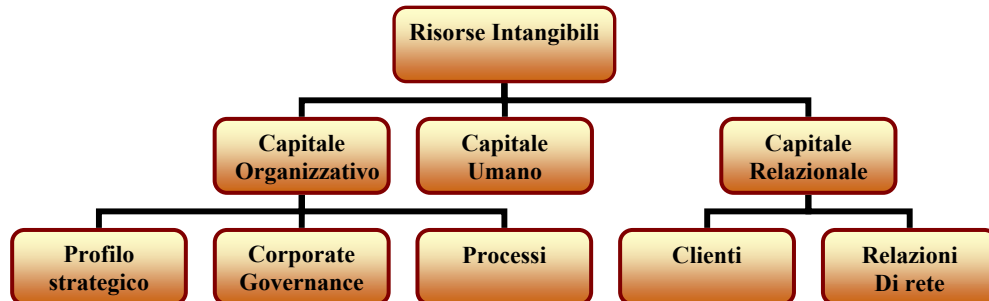 Risorse Intangibili
Capitale
Organizzativo
Capitale
Umano
Capitale
Relazionale
Profilo
strategico
Corporate
Governance
Processi
Clienti
Relazioni
Di rete